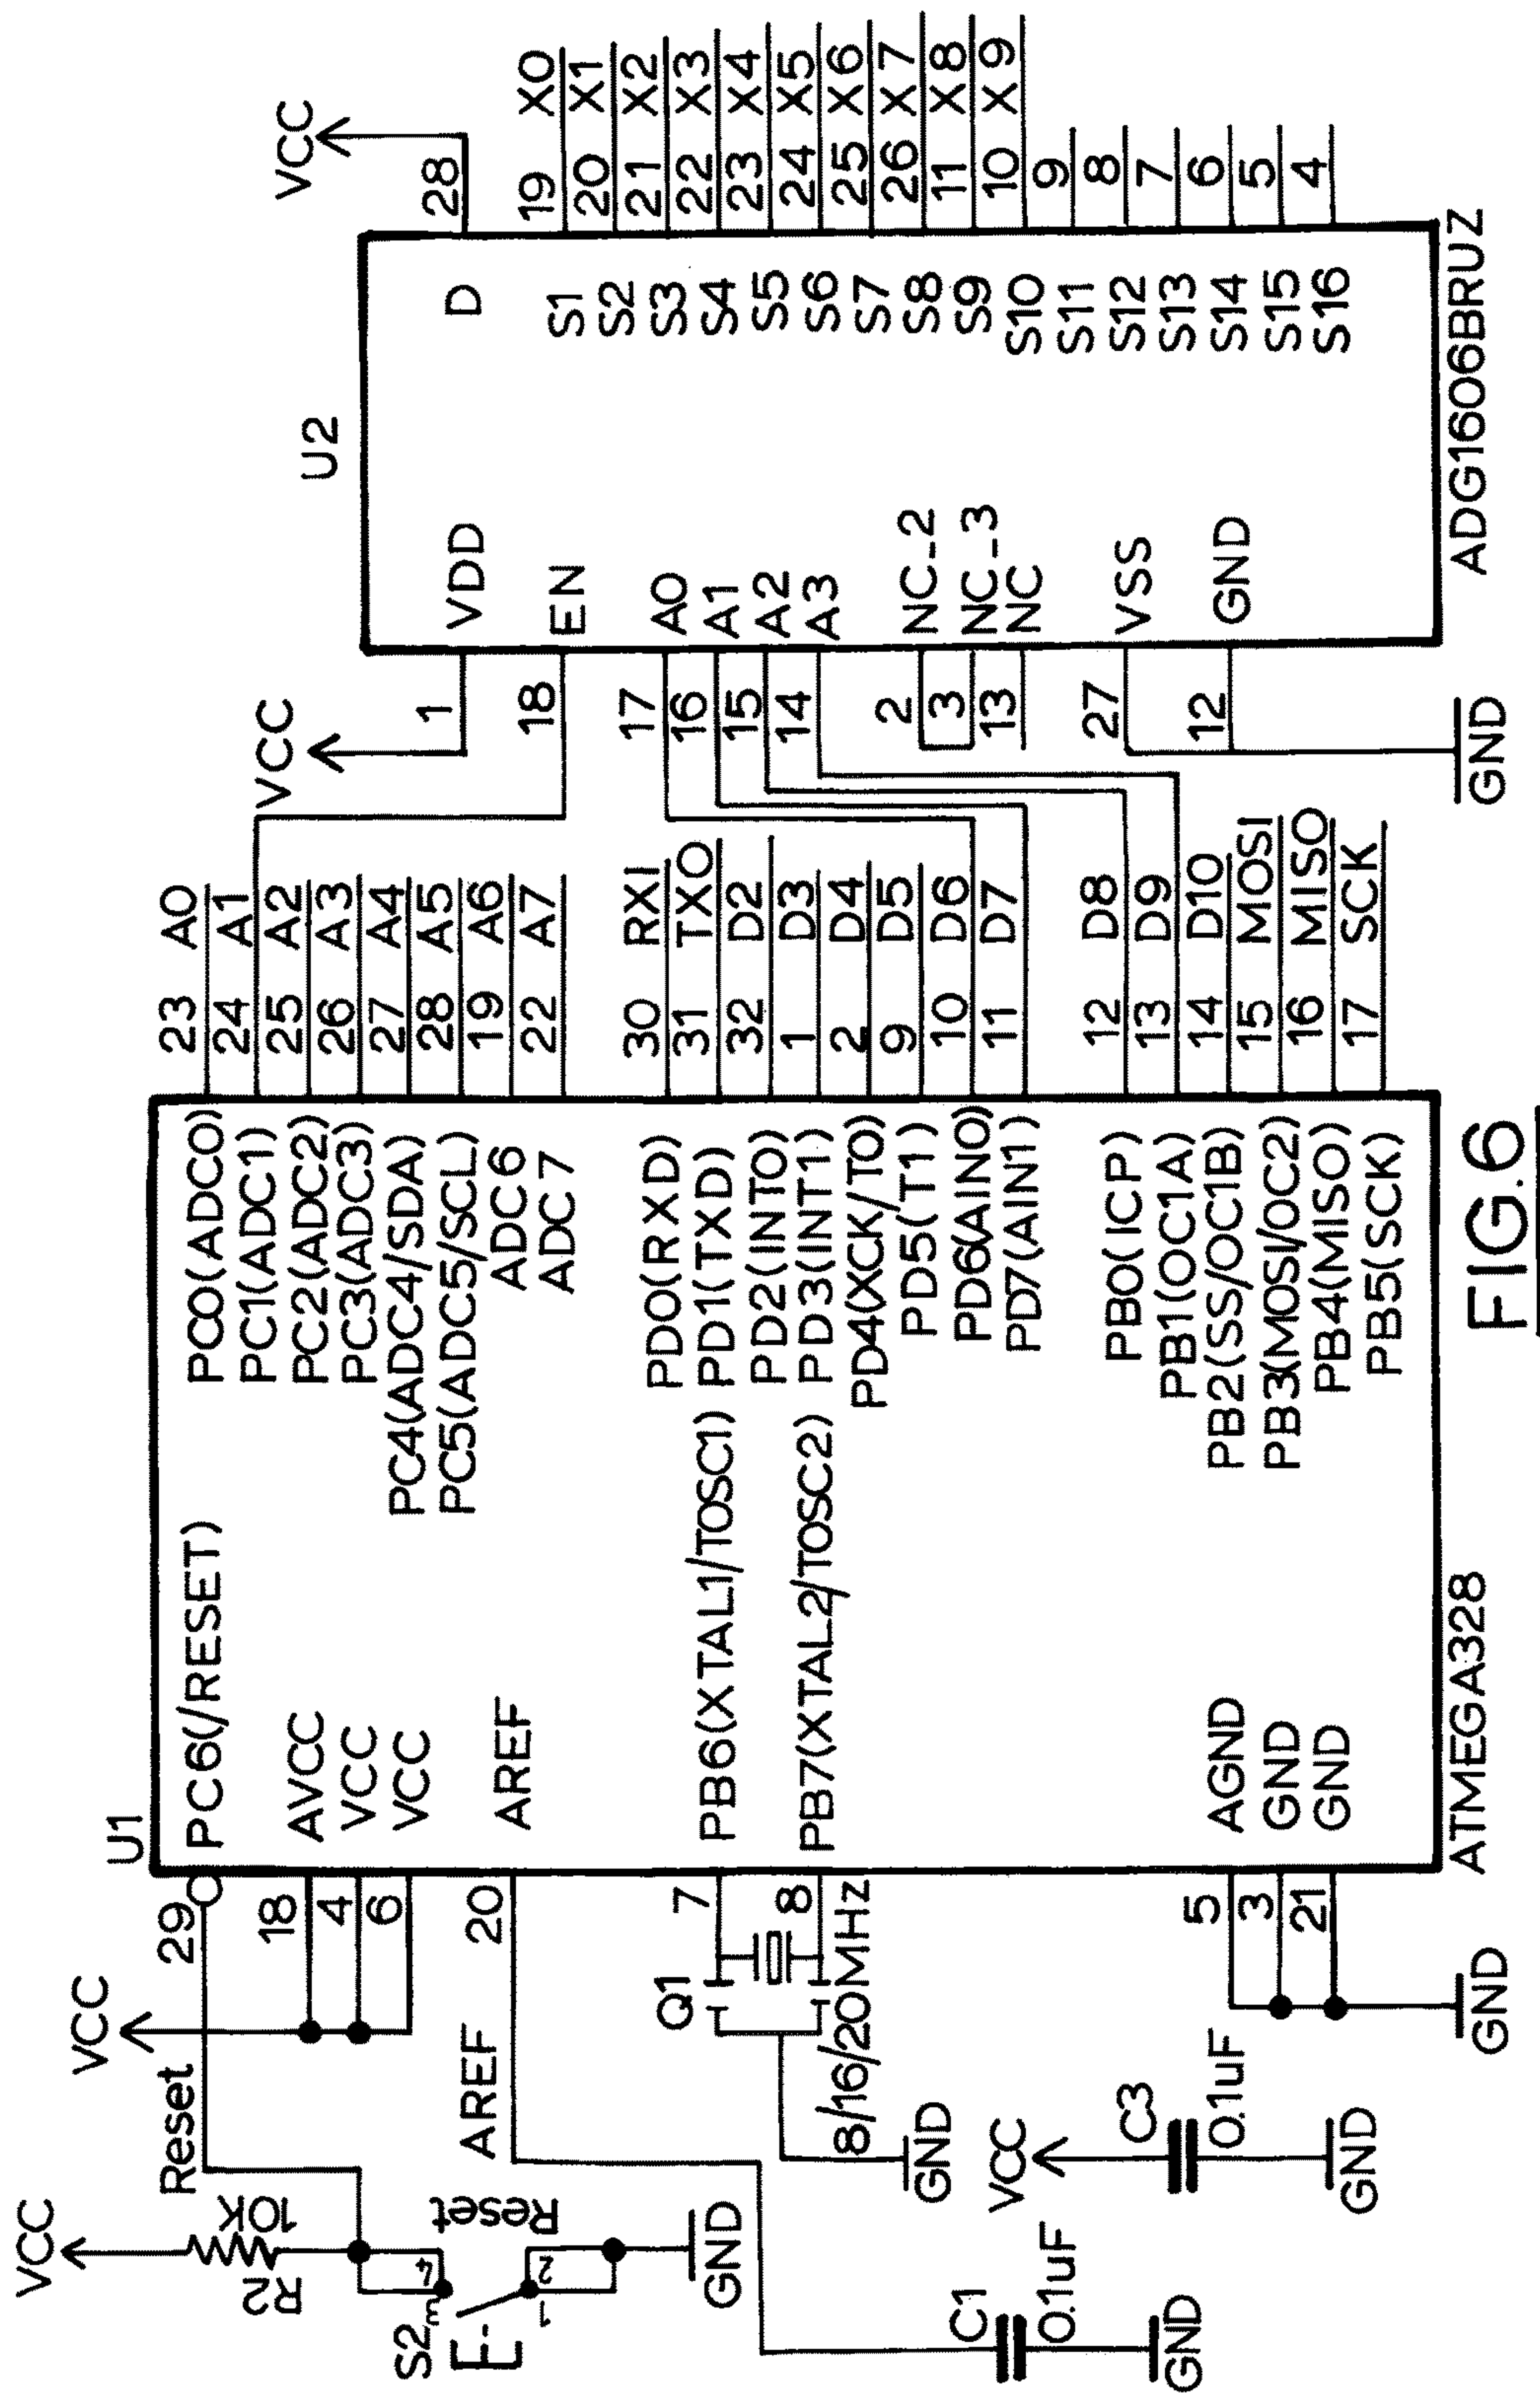 VCC
R2
10K
Reset
S2
3
4
1
2
Reset
GND
VCC
AREF
C1
0.1uF
GND
Q1
8/16/20MHz
GND
VCC
C3
0.1uF
GND
GND
U1
29
18
4
6
20
7
8
5
3
21
PC6(/RESET)
AVCC
VCC
VCC
AREF
PB6(XTAL1/TOSC1)
PB7(XTAL2/TOSC2)
AGND
GND
GND
PC0(ADC0)
PC1(ADC1)
PC2(ADC2)
PC3(ADC3)
PC4(ADC4/SDA)
PC5(ADC5/SCL)
ADC6
ADC7
PD0(RXD)
PD1(TXD)
PD2(INT0)
PD3(INT1)
PD4(XCK/T0)
PD5(T1)
PD6(AIN0)
PD7(AIN1)
PB0(ICP)
PB1(OC1A)
PB2(SS/OC1B)
PB3(MOSI/OC2)
PB4(MISO)
PB5(SCK)
ATMEGA328
23 A0
24 A1
25 A2
26 A3
27 A4
28 A5
19 A6
22 A7
30 RXI
31 TXO
32 D2
1 D3
2 D4
9 D5
10 D6
11 D7
12 D8
13 D9
14 D10
15 MOSI
16 MISO
17 SCK
VCC
1
18
17
16
15
14
2
3
13
27
12
GND
U2
VDD
EN
A0
A1
A2
A3
NC_2
NC_3
NC
VSS
GND
D
S1
S2
S3
S4
S5
S6
S7
S8
S9
S10
S11
S12
S13
S14
S15
S16
ADG1606BRUZ
VCC
28
19 X0
20 X1
21 X2
22 X3
23 X4
24 X5
25 X6
26 X7
11 X8
10 X9
9
8
7
6
5
4
FIG.6